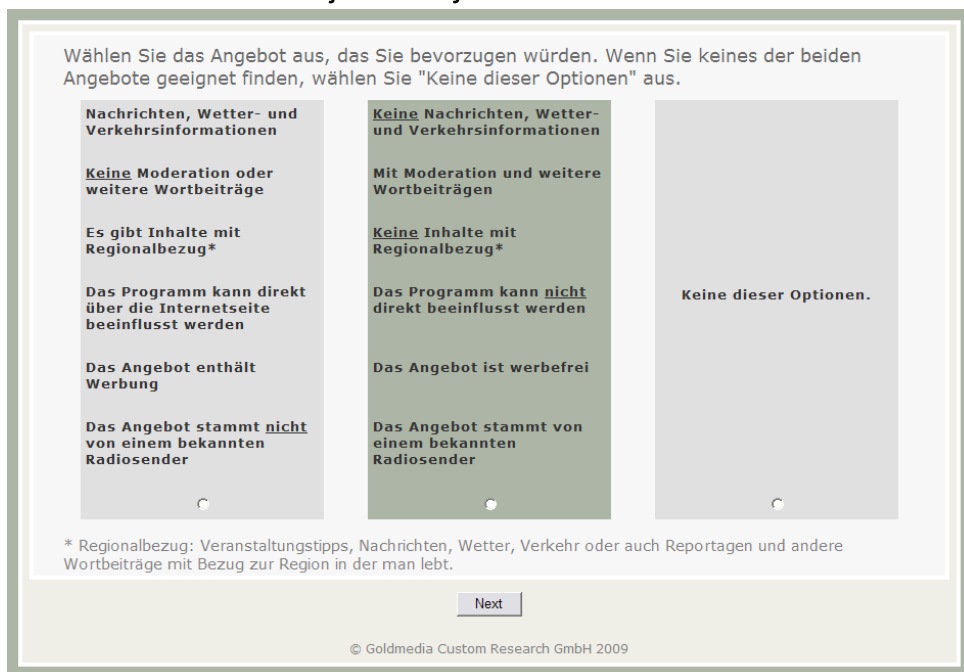 Wählen Sie das Angebot aus, das Sie bevorzugen würden. Wenn Sie keines der beiden
Angebote geeignet finden, wählen Sie "Keine dieser Optionen" aus.
Nachrichten, Wetter- und
Verkehrsinformationen
Keine Moderation oder
weitere Wortbeiträge
Es gibt Inhalte mit
Regionalbezug*
Das Programm kann direkt
über die Internetseite
beeinflusst werden
Das Angebot enthält
Werbung
Das Angebot stammt nicht
von einem bekannten
Radiosender
Keine Nachrichten, Wetter-
und Verkehrsinformationen
Mit Moderation und weitere
Wortbeiträgen
Keine Inhalte mit
Regionalbezug*
Das Programm kann nicht
direkt beeinflusst werden
Das Angebot ist werbefrei
Das Angebot stammt von
einem bekannten
Radiosender
Keine dieser Optionen.
* Regionalbezug: Veranstaltungstipps, Nachrichten, Wetter, Verkehr oder auch Reportagen und andere
Wortbeiträge mit Bezug zur Region in der man lebt.
Next
© Goldmedia Custom Research GmbH 2009